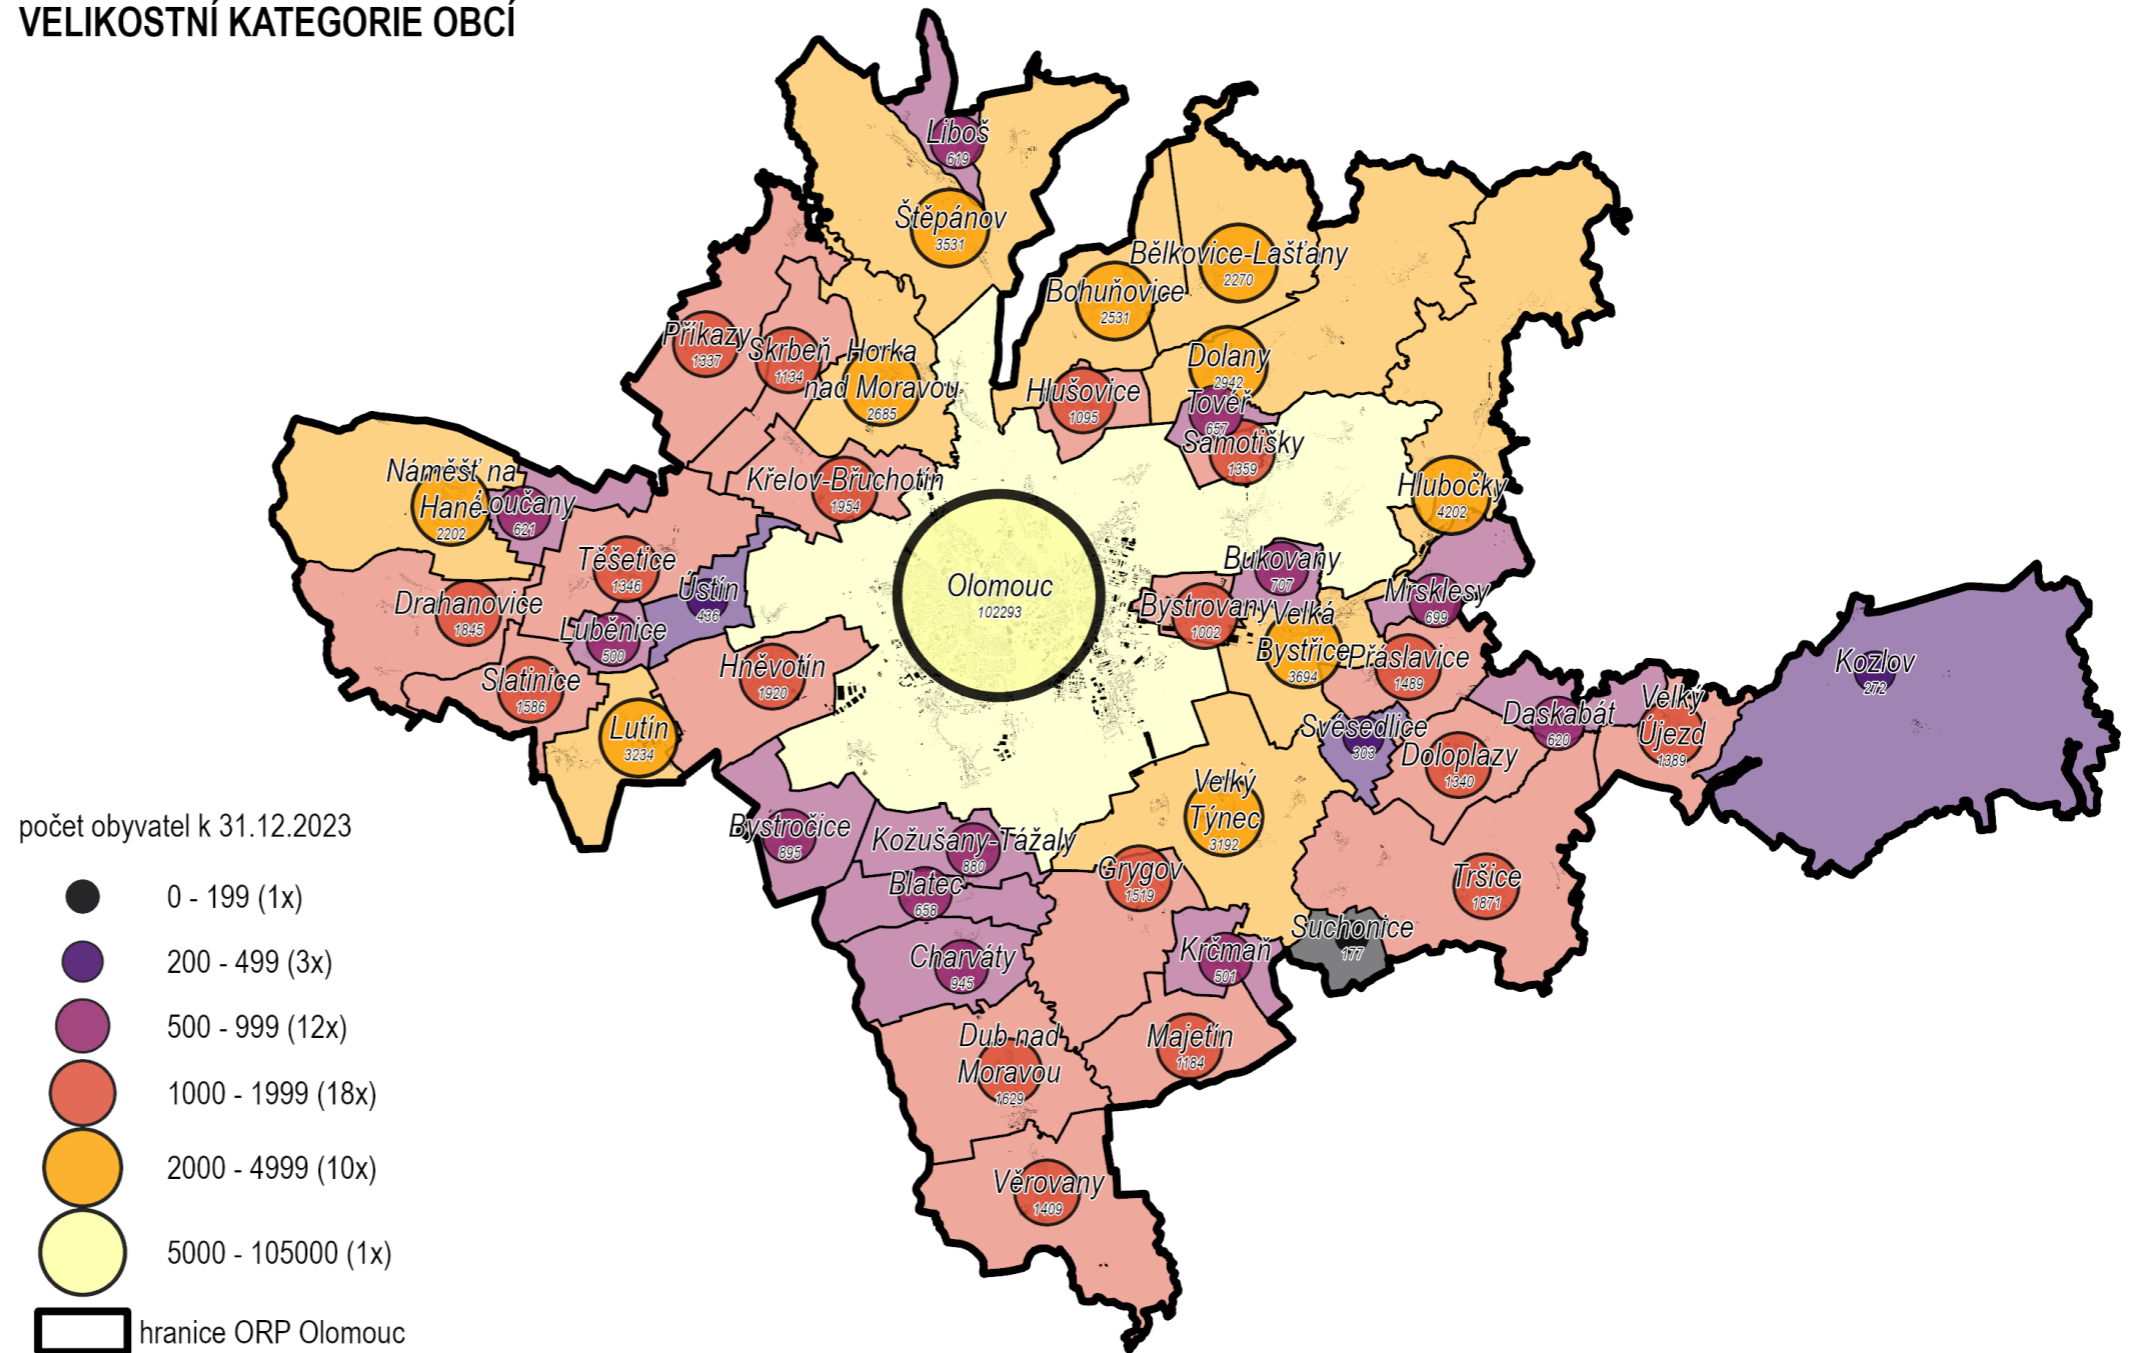 VELIKOSTNÍ KATEGORIE OBCÍ
Liboš
619
Štěpánov
3531
Bělkovice-Lašťany
2270
Bohuňovice
2531
Příkazy
1337
Skrbeň
1134
Horka
nad Moravou
2685
Dolany
2942
Hlušovice
1095
Tovéř
657
Samotišky
1359
Náměšť na
Hané
2202
Loučany
621
Křelov-Břuchotín
1954
Hlubočky
4202
Těšetice
1346
Ústín
436
Olomouc
102293
Bukovany
707
Mrsklesy
699
Drahanovice
1845
Luběnice
500
Bystrovany
1002
Velká
Bystřice
3694
Přáslavice
1489
Kozlov
272
Slatinice
1586
Hněvotín
1920
Lutín
3234
Svésedlice
303
Doloplazy
1340
Daskabát
620
Velký
Újezd
1389
Velký
Týnec
3192
Bystročice
895
Kožušany-Tážaly
880
Blatec
658
Grygov
1519
Tršice
1871
Charváty
945
Krčmaň
501
Suchonice
177
Dub nad
Moravou
1629
Majetín
1184
Věrovany
1409
počet obyvatel k 31.12.2023
0 - 199 (1x)
200 - 499 (3x)
500 - 999 (12x)
1000 - 1999 (18x)
2000 - 4999 (10x)
5000 - 105000 (1x)
hranice ORP Olomouc